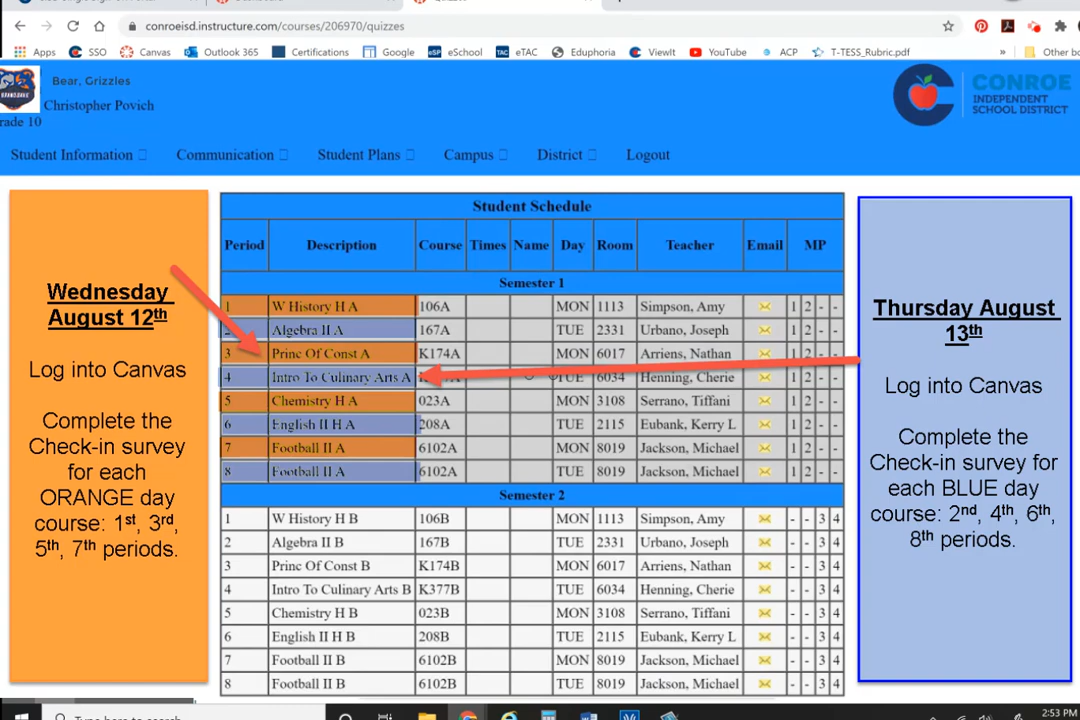 conroeisd.instructure.com/courses/206970/quizzes
Apps SSO Canvas Outlook 365 Certifications Google eSchool eTAC Eduphoria ViewIt YouTube ACP T-TESS_Rubric.pdf » Other bo
Bear, Grizzles
Christopher Povich
rade 10
CONROE
INDEPENDENT
SCHOOL DISTRICT
Student Information Communication Student Plans Campus District Logout
Wednesday
August 12th
Log into Canvas
Complete the
Check-in survey
for each
ORANGE day
course: 1st, 3rd,
5th, 7th periods.
Student Schedule
Period Description Course Times Name Day Room Teacher Email MP
Semester 1
1 W History H A 106A MON 1113 Simpson, Amy 1 2 - -
2 Algebra II A 167A TUE 2331 Urbano, Joseph 1 2 - -
3 Princ Of Const A K174A MON 6017 Arriens, Nathan 1 2 - -
4 Intro To Culinary Arts A TUE 6034 Henning, Cherie 1 2 - -
5 Chemistry H A 023A MON 3108 Serrano, Tiffani 1 2 - -
6 English II H A 208A TUE 2115 Eubank, Kerry L 1 2 - -
7 Football II A 6102A MON 8019 Jackson, Michael 1 2 - -
8 Football II A 6102A TUE 8019 Jackson, Michael 1 2 - -
Semester 2
1 W History H B 106B MON 1113 Simpson, Amy - - 3 4
2 Algebra II B 167B TUE 2331 Urbano, Joseph - - 3 4
3 Princ Of Const B K174B MON 6017 Arriens, Nathan - - 3 4
4 Intro To Culinary Arts B K377B TUE 6034 Henning, Cherie - - 3 4
5 Chemistry H B 023B MON 3108 Serrano, Tiffani - - 3 4
6 English II H B 208B TUE 2115 Eubank, Kerry L - - 3 4
7 Football II B 6102B MON 8019 Jackson, Michael - - 3 4
8 Football II B 6102B TUE 8019 Jackson, Michael - - 3 4
Thursday August
13th
Log into Canvas
Complete the
Check-in survey for
each BLUE day
course: 2nd, 4th, 6th,
8th periods.
2:53 PM